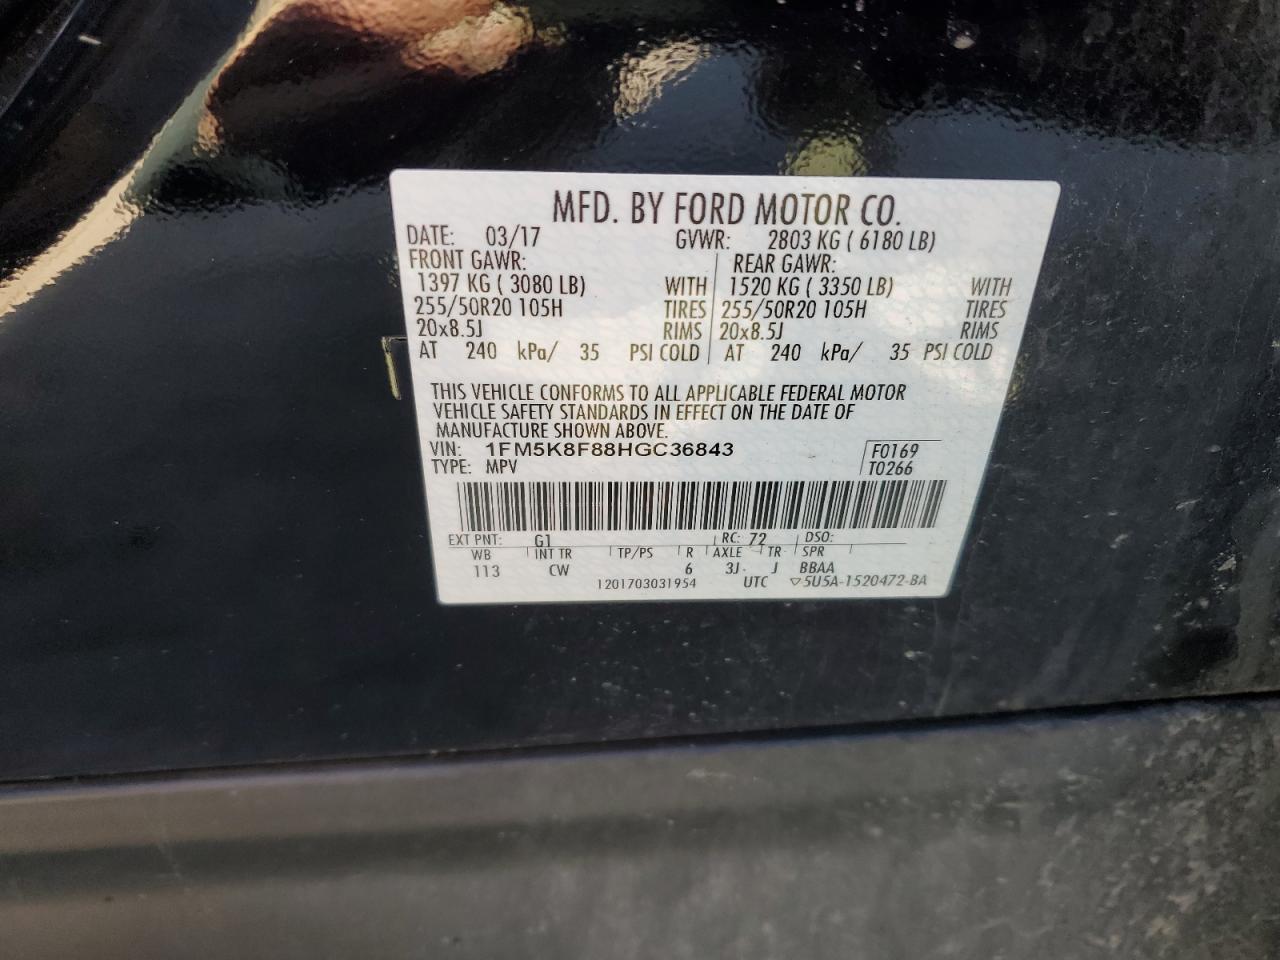 MFD. BY FORD MOTOR CO.
DATE: 03/17 GVWR: 2803 KG ( 6180 LB)
FRONT GAWR: REAR GAWR:
1397 KG ( 3080 LB) WITH 1520 KG ( 3350 LB) WITH
255/50R20 105H TIRES 255/50R20 105H TIRES
20x8.5J RIMS 20x8.5J RIMS
AT 240 kPa/ 35 PSI COLD AT 240 kPa/ 35 PSI COLD
THIS VEHICLE CONFORMS TO ALL APPLICABLE FEDERAL MOTOR
VEHICLE SAFETY STANDARDS IN EFFECT ON THE DATE OF
MANUFACTURE SHOWN ABOVE.
VIN: 1FM5K8F88HGC36843 F0169
TYPE: MPV T0266
EXT PNT: G1 RC: 72 DSO:
WB INT TR TP/PS R AXLE TR SPR
113 CW 6 3J J BBAA
1201703031954 UTC ▽5U5A-1520472-BA